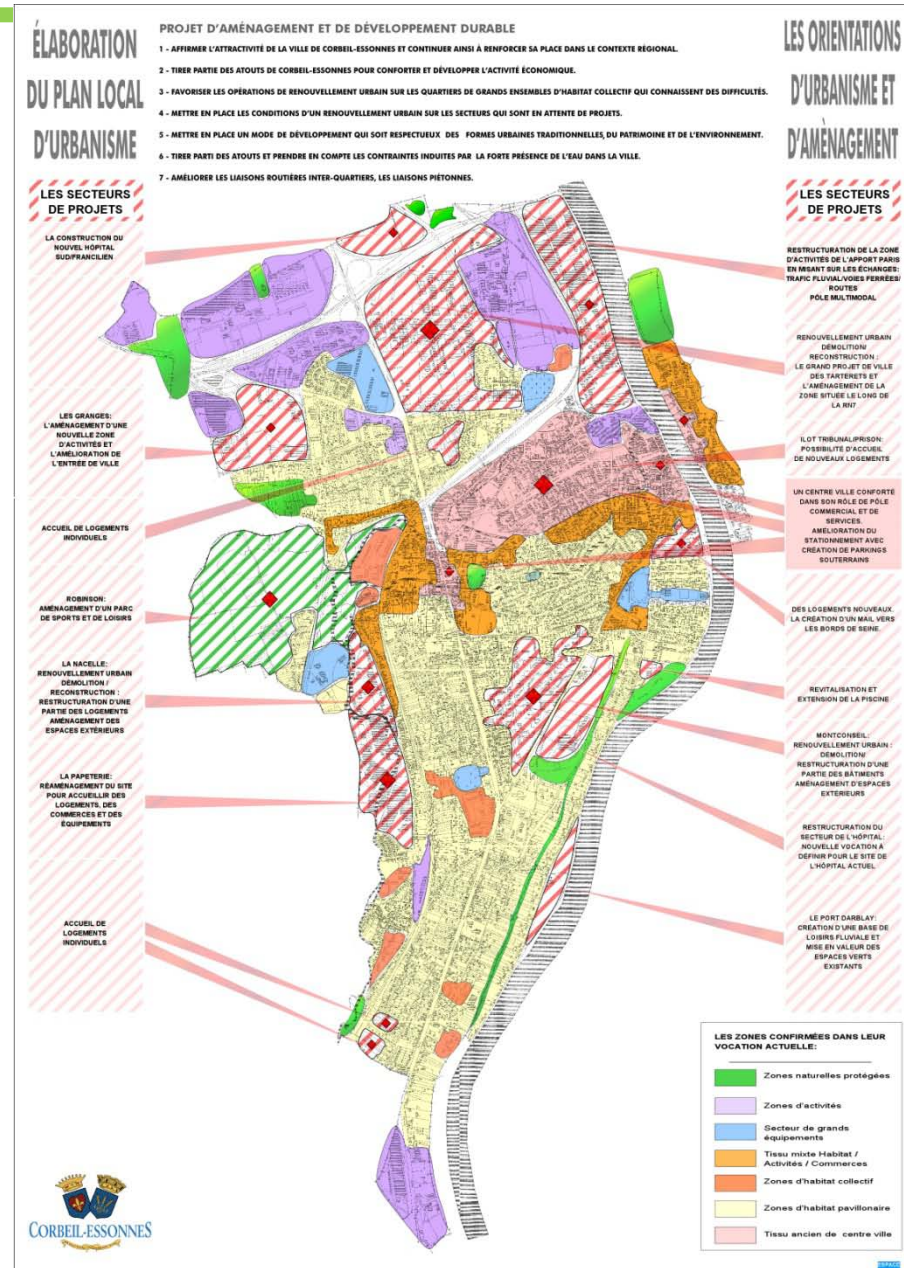 ÉLABORATION
DU PLAN LOCAL
D'URBANISME
PROJET D'AMÉNAGEMENT ET DE DÉVELOPPEMENT DURABLE
1 - AFFIRMER L'ATTRACTIVITÉ DE LA VILLE DE CORBEIL-ESSONNES ET CONTINUER AINSI À RENFORCER SA PLACE DANS LE CONTEXTE RÉGIONAL.
2 - TIRER PARTIE DES ATOUTS DE CORBEIL-ESSONNES POUR CONFORTER ET DÉVELOPPER L'ACTIVITÉ ÉCONOMIQUE.
3 - FAVORISER LES OPÉRATIONS DE RENOUVELLEMENT URBAIN SUR LES QUARTIERS DE GRANDS ENSEMBLES D'HABITAT COLLECTIF QUI CONNAISSENT DES DIFFICULTÉS.
4 - METTRE EN PLACE LES CONDITIONS D'UN RENOUVELLEMENT URBAIN SUR LES SECTEURS QUI SONT EN ATTENTE DE PROJETS.
5 - METTRE EN PLACE UN MODE DE DÉVELOPPEMENT QUI SOIT RESPECTUEUX DES FORMES URBAINES TRADITIONNELLES, DU PATRIMOINE ET DE L'ENVIRONNEMENT.
6 - TIRER PARTI DES ATOUTS ET PRENDRE EN COMPTE LES CONTRAINTES INDUITES PAR LA FORTE PRÉSENCE DE L'EAU DANS LA VILLE.
7 - AMÉLIORER LES LIAISONS ROUTIÈRES INTER-QUARTIERS, LES LIAISONS PIÉTONNES.
LES ORIENTATIONS
D'URBANISME ET
D'AMÈNAGEMENT
LES SECTEURS
DE PROJETS
LA CONSTRUCTION DU
NOUVEL HÔPITAL
SUD/FRANCILIEN
LES GRANGES:
L'AMÉNAGEMENT D'UNE
NOUVELLE ZONE
D'ACTIVITÉS ET
L'AMÉLIORATION DE
L'ENTRÉE DE VILLE
ACCUEIL DE LOGEMENTS
INDIVIDUELS
ROBINSON:
AMÉNAGEMENT D'UN PARC
DE SPORTS ET DE LOISIRS
LA NACELLE:
RENOUVELLEMENT URBAIN
DÉMOLITION /
RECONSTRUCTION :
RESTRUCTURATION D'UNE
PARTIE DES LOGEMENTS
AMÉNAGEMENT DES
ESPACES EXTÉRIEURS
LA PAPETERIE:
RÉAMÉNAGEMENT DU SITE
POUR ACCUEILLIR DES
LOGEMENTS, DES
COMMERCES ET DES
ÉQUIPEMENTS
ACCUEIL DE
LOGEMENTS
INDIVIDUELS
LES SECTEURS
DE PROJETS
RESTRUCTURATION DE LA ZONE
D'ACTIVITÉS DE L'APPORT PARIS
EN MISANT SUR LES ÉCHANGES:
TRAFIC FLUVIAL/VOIES FERRÉES/
ROUTES
PÔLE MULTIMODAL
RENOUVELLEMENT URBAIN
DÉMOLITION/
RECONSTRUCTION :
LE GRAND PROJET DE VILLE
DES TARTERETS ET
L'AMÉNAGEMENT DE LA
ZONE SITUÉE LE LONG DE
LA RN7
ILOT TRIBUNAL/PRISON:
POSSIBILITÉ D'ACCUEIL
DE NOUVEAUX LOGEMENTS
UN CENTRE VILLE CONFORTÉ
DANS SON RÔLE DE PÔLE
COMMERCIAL ET DE
SERVICES.
AMÉLIORATION DU
STATIONNEMENT AVEC
CRÉATION DE PARKINGS
SOUTERRAINS
DES LOGEMENTS NOUVEAUX.
LA CRÉATION D'UN MAIL VERS
LES BORDS DE SEINE.
REVITALISATION ET
EXTENSION DE LA PISCINE
MONTCONSEIL:
RENOUVELLEMENT URBAIN :
DÉMOLITION/
RESTRUCTURATION D'UNE
PARTIE DES BÂTIMENTS
AMÉNAGEMENT D'ESPACES
EXTÉRIEURS
RESTRUCTURATION DU
SECTEUR DE L'HÔPITAL:
NOUVELLE VOCATION À
DÉFINIR POUR LE SITE DE
L'HÔPITAL ACTUEL
LE PORT DARBLAY:
CRÉATION D'UNE BASE DE
LOISIRS FLUVIALE ET
MISE EN VALEUR DES
ESPACES VERTS
EXISTANTS
LES ZONES CONFIRMÉES DANS LEUR
VOCATION ACTUELLE:
Zones naturelles protégées
Zones d'activités
Secteur de grands
équipements
Tissu mixte Habitat /
Activités / Commerces
Zones d'habitat collectif
Zones d'habitat pavillonaire
Tissu ancien de centre ville
CORBEIL-ESSONNES
ESPACE